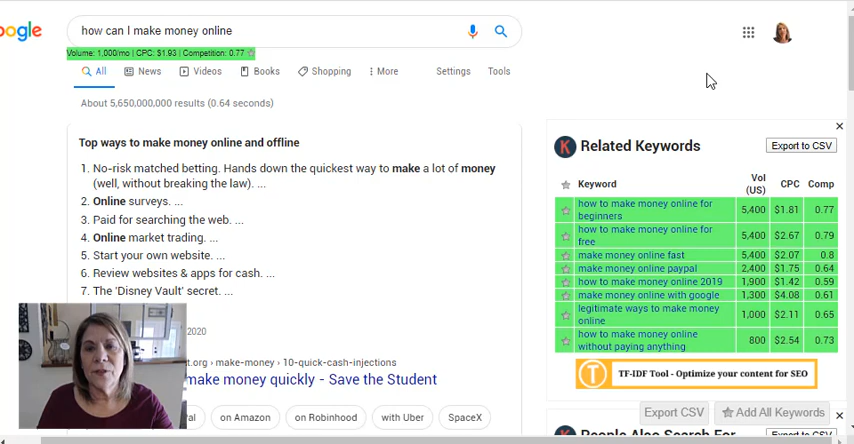 ogle
how can I make money online
Volume: 1,000/mo | CPC: $1.93 | Competition: 0.77
All News Videos Books Shopping More Settings Tools
About 5,650,000,000 results (0.64 seconds)
Top ways to make money online and offline
1. No-risk matched betting. Hands down the quickest way to make a lot of money
(well, without breaking the law). ...
2. Online surveys. ...
3. Paid for searching the web. ...
4. Online market trading. ...
5. Start your own website. ...
6. Review websites & apps for cash. ...
7. The 'Disney Vault' secret. ...
2020
t.org › make-money › 10-quick-cash-injections
make money quickly - Save the Student
al
on Amazon
on Robinhood
with Uber
SpaceX
K Related Keywords
Export to CSV
Keyword Vol (US) CPC Comp
how to make money online for beginners 5,400 $1.81 0.77
how to make money online for free 5,400 $2.67 0.79
make money online fast 5,400 $2.07 0.8
make money online paypal 2,400 $1.75 0.64
how to make money online 2019 1,900 $1.42 0.59
make money online with google 1,300 $4.08 0.61
legitimate ways to make money online 1,000 $2.11 0.65
how to make money online without paying anything 800 $2.54 0.73
T TF-IDF Tool - Optimize your content for SEO
Export CSV
Add All Keywords
People Also Search For
Export to CSV